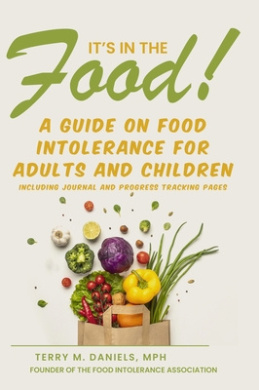 IT'S IN THE
Food!
A GUIDE ON FOOD
INTOLERANCE FOR
ADULTS AND CHILDREN
INCLUDING JOURNAL AND PROGRESS TRACKING PAGES
TERRY M. DANIELS, MPH
FOUNDER OF THE FOOD INTOLERANCE ASSOCIATION